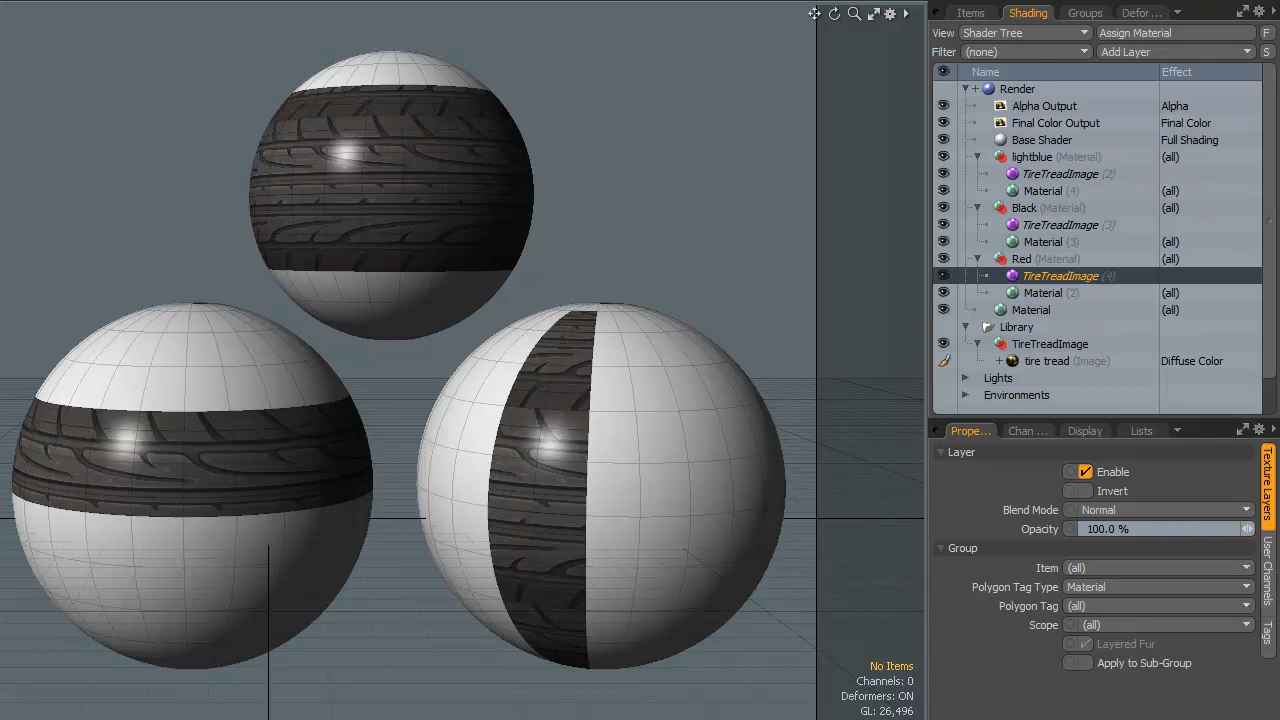 Items Shading Groups Defor ...
View Shader Tree Assign Material F
Filter (none) Add Layer S
Name Effect
Render
Alpha Output Alpha
Final Color Output Final Color
Base Shader Full Shading
lightblue (Material) (all)
TireTreadImage (2)
Material (4) (all)
Black (Material) (all)
TireTreadImage (3)
Material (3) (all)
Red (Material) (all)
TireTreadImage (4)
Material (2) (all)
Material (all)
Library
TireTreadImage
tire tread (Image) Diffuse Color
Lights
Environments
Prope... Chan ... Display Lists
Layer
Enable
Invert
Blend Mode Normal
Opacity 100.0 %
Group
Item (all)
Polygon Tag Type Material
Polygon Tag (all)
Scope (all)
Layered Fur
Apply to Sub-Group
Texture Layers
User Channels
Tags
No Items
Channels: 0
Deformers: ON
GL: 26,496